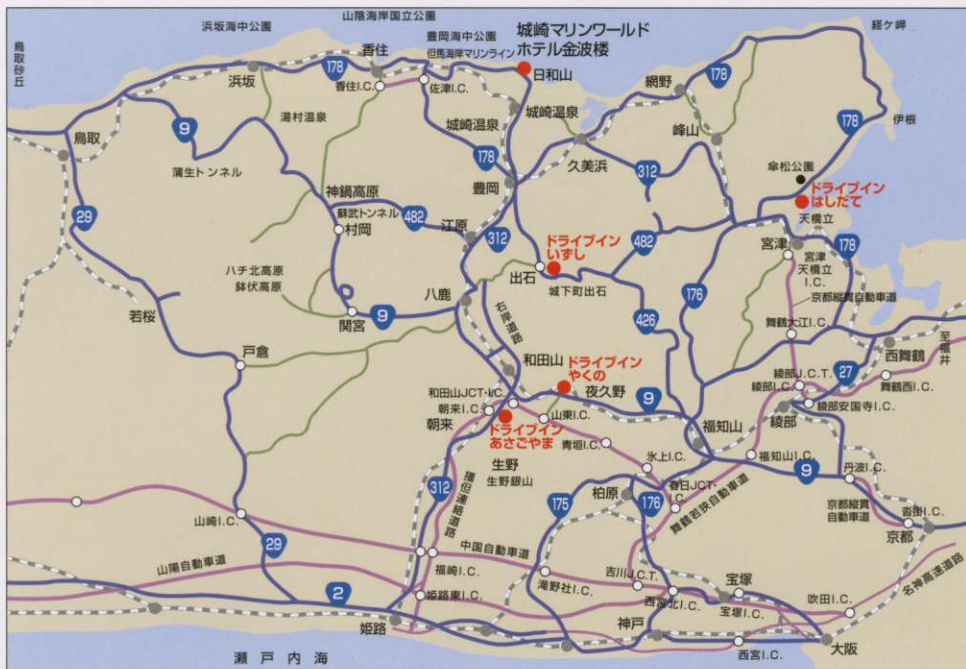 浜坂海中公園
山陰海岸国立公園
豊岡海中公園
但馬海岸マリンライン
城崎マリンワールド
ホテル金波楼
経ケ岬
鳥取砂丘
浜坂
178
香住
香住I.C.
佐津I.C.
日和山
網野
178
伊根
178
鳥取
9
湯村温泉
城崎温泉
城崎温泉
峰山
久美浜
312
傘松公園
ドライブイン
はしだて
天橋立
蒲生トンネル
178
豊岡
29
神鍋高原
蘇武トンネル
482
村岡
江原
312
ドライブイン
いずし
482
宮津
宮津
天橋立
I.C.
178
出石
城下町出石
176
京都縦貫自動車道
ハチ北高原
鉢伏高原
八鹿
関宮
9
右岸道路
426
舞鶴大江I.C.
若桜
西舞鶴
至福井
戸倉
和田山
ドライブイン
やくの
夜久野
27
綾部J.C.T.
綾部I.C.
舞鶴西I.C.
和田山JCT・I.C.
朝来I.C.
朝来
山東I.C.
9
綾部安国寺I.C.
綾部
ドライブイン
あさごやま
青垣I.C.
福知山
生野
生野銀山
氷上I.C.
福知山I.C.
9
丹波I.C.
312
播但連絡道路
175
柏原
176
春日JCT・I.C.
舞鶴若狭自動車道
京都縦貫
自動車道
沓掛I.C.
京都
山崎I.C.
29
中国自動車道
山陽自動車道
福崎I.C.
滝野社I.C.
吉川J.C.T.
宝塚
名神高速道路
2
姫路東I.C.
西宮北I.C.
宝塚I.C.
吹田I.C.
姫路
神戸
西宮I.C.
大阪
瀬戸内海